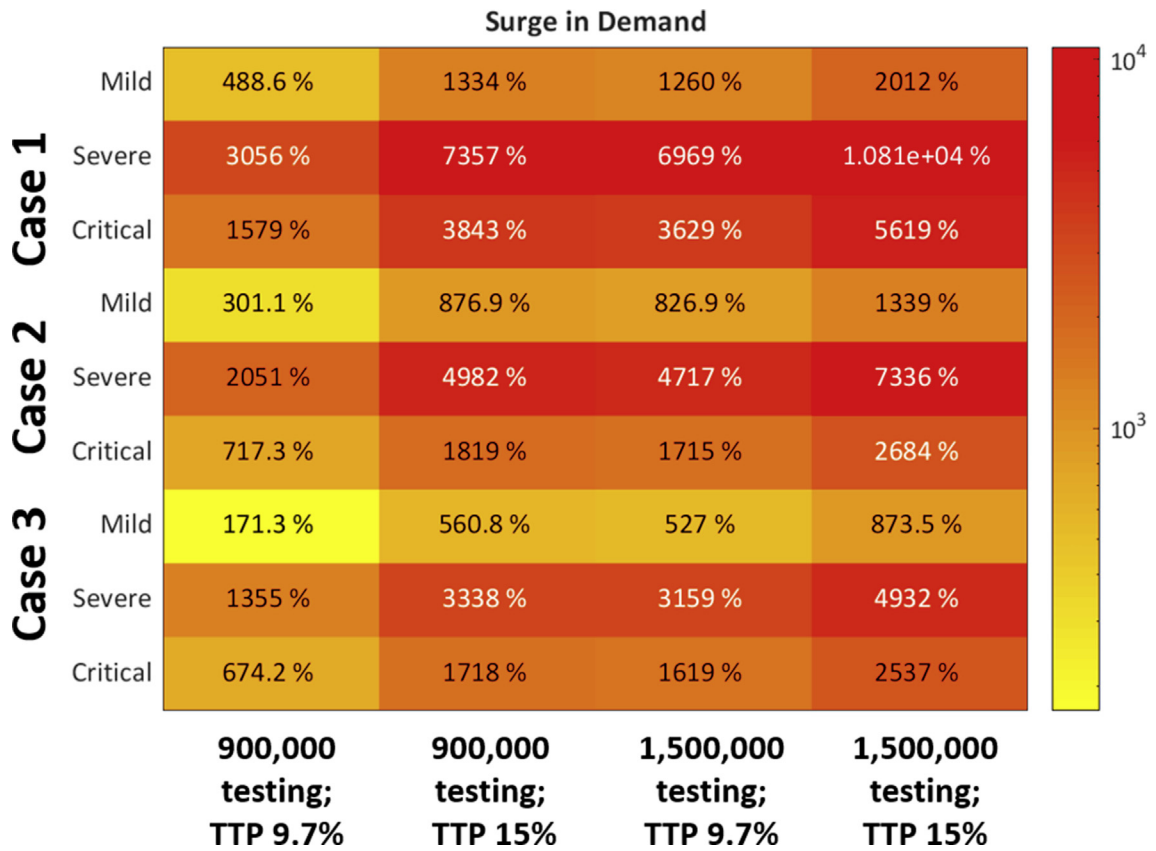 Surge in Demand
Case 1
Mild 488.6 % 1334 % 1260 % 2012 %
Severe 3056 % 7357 % 6969 % 1.081e+04 %
Critical 1579 % 3843 % 3629 % 5619 %
Case 2
Mild 301.1 % 876.9 % 826.9 % 1339 %
Severe 2051 % 4982 % 4717 % 7336 %
Critical 717.3 % 1819 % 1715 % 2684 %
Case 3
Mild 171.3 % 560.8 % 527 % 873.5 %
Severe 1355 % 3338 % 3159 % 4932 %
Critical 674.2 % 1718 % 1619 % 2537 %
900,000 900,000 1,500,000 1,500,000
testing; testing; testing; testing;
TTP 9.7% TTP 15% TTP 9.7% TTP 15%
10⁴
10³